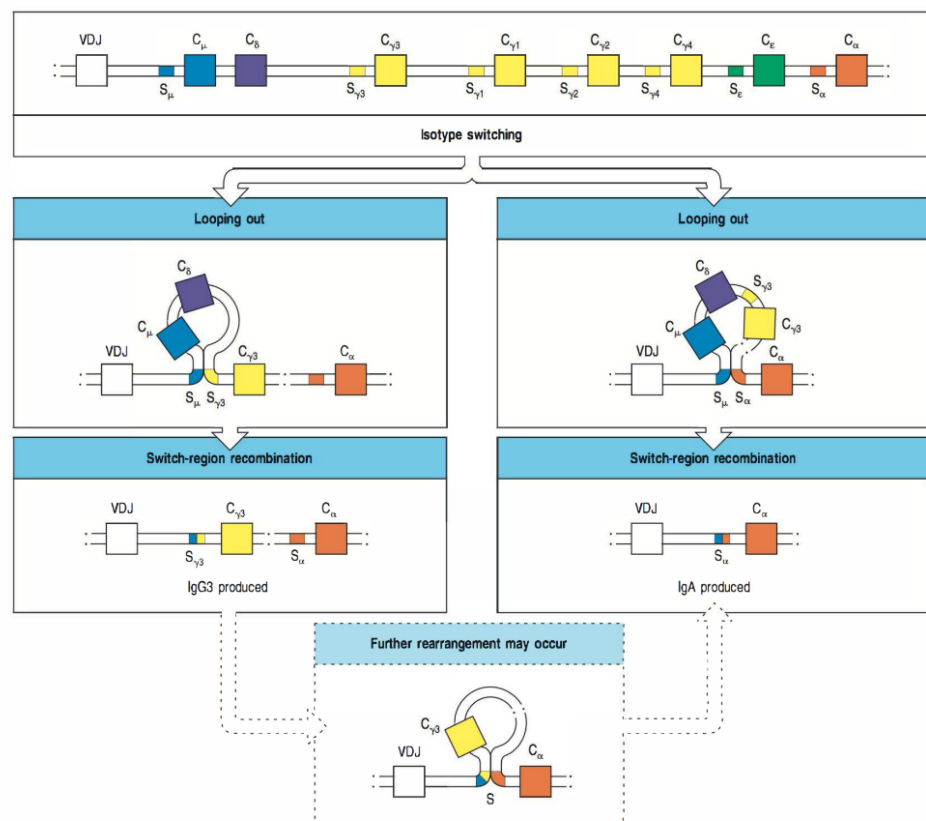 VDJ Cμ Cδ Cγ3 Cγ1 Cγ2 Cγ4 Cε Cα
Sμ Sγ3 Sγ1 Sγ2 Sγ4 Sε Sα
Isotype switching
Looping out
Cδ
Cμ
VDJ Cγ3 Cα
Sμ Sγ3
Switch-region recombination
VDJ Cγ3 Cα
Sγ3 Sα
IgG3 produced
Looping out
Cδ Sγ3
Cμ Cγ3
VDJ Cα
Sμ Sα
Switch-region recombination
VDJ Cα
Sα
IgA produced
Further rearrangement may occur
Cγ3
VDJ Cα
S